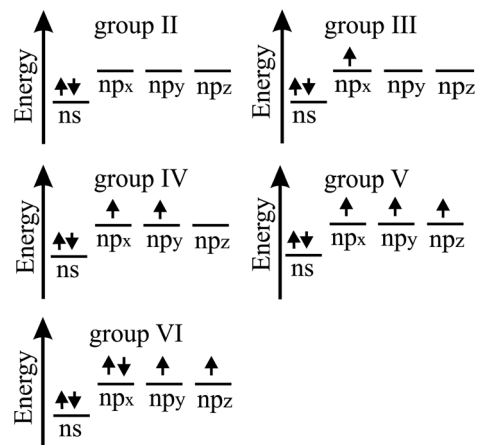 group II
Energy
ns
npx npy npz
group III
Energy
ns
npx npy npz
group IV
Energy
ns
npx npy npz
group V
Energy
ns
npx npy npz
group VI
Energy
ns
npx npy npz